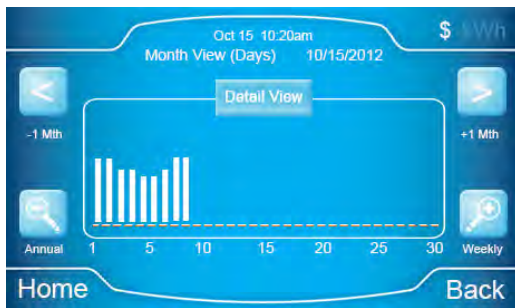 Oct 15 10:20am
$ kWh
Month View (Days) 10/15/2012
<
Detail View
>
-1 Mth
+1 Mth
Annual
1 5 10 15 20 25 30
Weekly
Home
Back